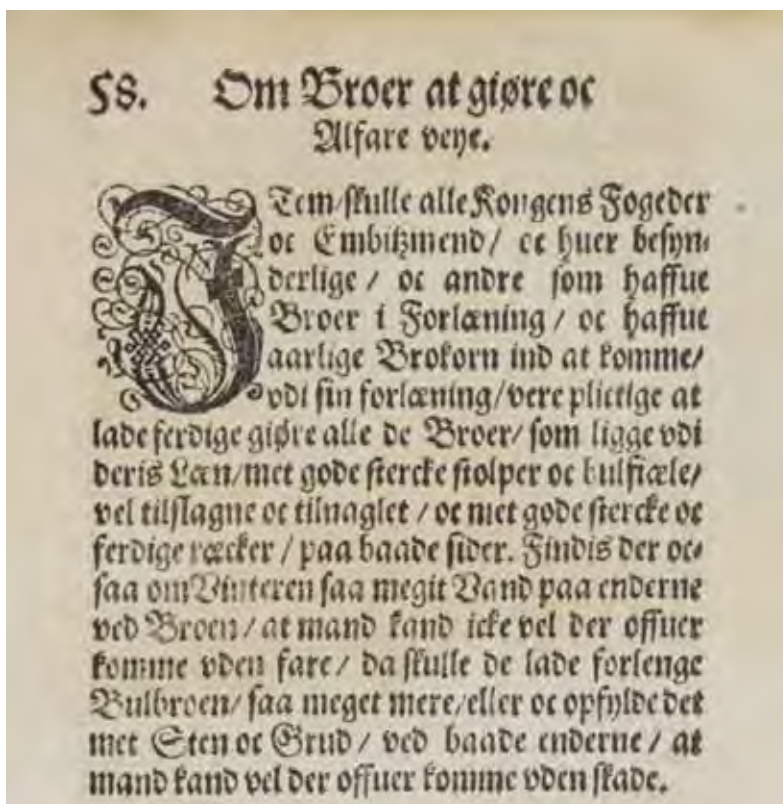 58. Om Broer at giøre oc
Alfare veye.
ITem/skulle alle Kongens Fogeder
oc Embitzmend/ oc huer besyn-
derlige / oc andre som haffue
Broer i Forlæning / oc haffue
aarlige Brokorn ind at komme/
vdi sin forlæning/vere plictige at
lade ferdige giøre alle de Broer/ som ligge vdi
deris Læn/met gode stercke stolper oc bulfiæle/
vel tilslagne oc tilnaglet / oc met gode stercke oc
ferdige ræcker / paa baade sider. Findis der oc-
saa om Vinteren saa megit Vand paa enderne
ved Broen/ at mand kand icke vel der offuer
komme vden fare/ da skulle de lade forlenge
Bulbroen/ saa meget mere/eller oc opfylde det
met Sten oc Grud / ved baade enderne / at
mand kand vel der offuer komme vden skade.